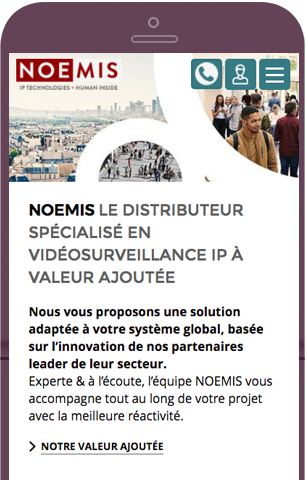 NOEMIS
IP TECHNOLOGIES • HUMAN INSIDE
NOEMIS LE DISTRIBUTEUR
SPÉCIALISÉ EN
VIDÉOSURVEILLANCE IP À
VALEUR AJOUTÉE
Nous vous proposons une solution
adaptée à votre système global, basée
sur l’innovation de nos partenaires
leader de leur secteur.
Experte & à l’écoute, l’équipe NOEMIS vous
accompagne tout au long de votre projet
avec la meilleure réactivité.
NOTRE VALEUR AJOUTÉE